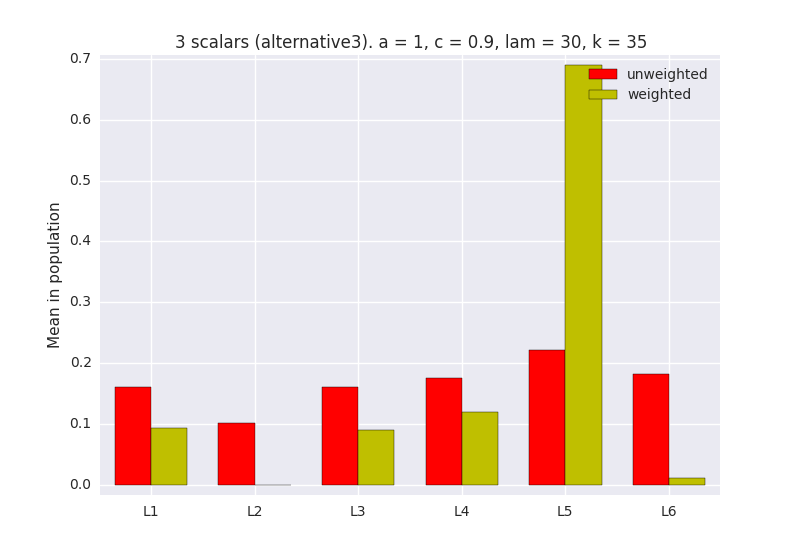 3 scalars (alternative3). a = 1, c = 0.9, lam = 30, k = 35
unweighted
weighted
Mean in population
0.7
0.6
0.5
0.4
0.3
0.2
0.1
0.0
L1 L2 L3 L4 L5 L6